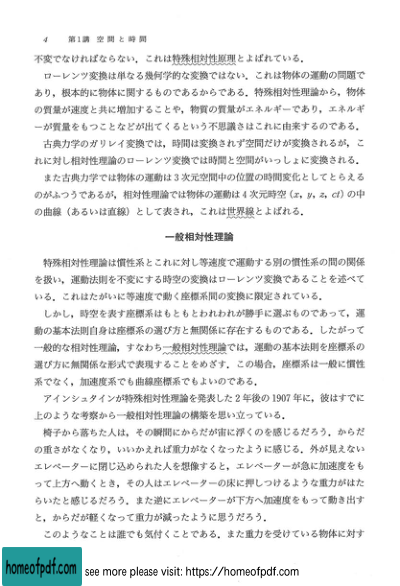 4 第1講 空間と時間
不変でなければならない．これは特殊相対性原理とよばれている．
ローレンツ変換は単なる幾何学的な変換ではない．これは物体の運動の問題で
あり，根本的に物体に関するものであるからである．特殊相対性理論から，物体
の質量が速度と共に増加することや，物質の質量がエネルギーであり，エネルギ
ーが質量をもつことなどが出てくるという不思議さはこれに由来するのである．
古典力学でのガリレイ変換では，時間は変換されず空間だけが変換されるが，こ
れに対し相対性理論のローレンツ変換では時間と空間がいっしょに変換される．
また古典力学では物体の運動は3次元空間中の位置の時間変化としてとらえる
のがふつうであるが，相対性理論では物体の運動は4次元時空 (x, y, z, ct) の中
の曲線（あるいは直線）として表され，これは世界線とよばれる．
一般相対性理論
特殊相対性理論は慣性系とこれに対し等速度で運動する別の慣性系の間の関係
を扱い，運動法則を不変にする時空の変換はローレンツ変換であることを述べて
いる．これはたがいに等速度で動く座標系間の変換に限定されている．
しかし，時空を表す座標系はもともとわれわれが勝手に選ぶものであって，運
動の基本法則自身は座標系の選び方と無関係に存在するものである．したがって
一般的な相対性理論，すなわち一般相対性理論では，運動の基本法則を座標系の
選び方に無関係な形式で表現することをめざす．この場合，座標系は一般に慣性
系でなく，加速度系でも曲線座標系でもよいのである．
アインシュタインが特殊相対性理論を発表した2年後の1907年に，彼はすでに
上のような考察から一般相対性理論の構築を思い立っている．
椅子から落ちた人は，その瞬間にからだが宙に浮くのを感じるだろう．からだ
の重さがなくなり，いいかえれば重力がなくなったように感じる．外が見えない
エレベーターに閉じ込められた人を想像すると，エレベーターが急に加速度をも
って上方へ動くとき，その人はエレベーターの床に押しつけるような重力がはた
らいたと感じるだろう．また逆にエレベーターが下方へ加速度をもって動き出す
と，からだが軽くなって重力が減ったように思うだろう．
このようなことは誰でも気付くことである．また重力を受けている物体に対す
homeofpdf.com
see more please visit: https://homeofpdf.com